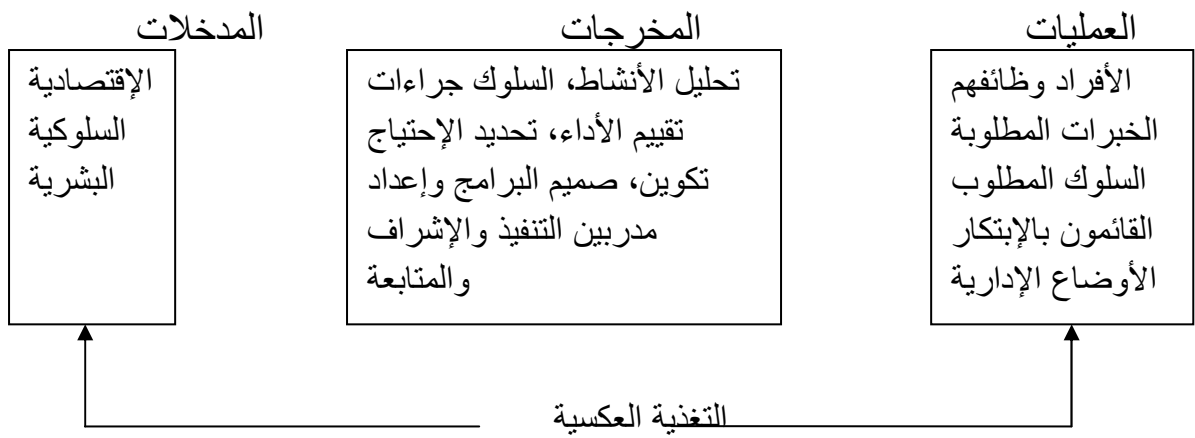 العمليات
الأفراد وظائفهم
الخبرات المطلوبة
السلوك المطلوب
القائمون بالإبتكار
الأوضاع الإدارية
المخرجات
تحليل الأنشاط، السلوك جراءات
تقييم الأداء، تحديد الإحتياج
تكوين، صميم البرامج وإعداد
مدربين التنفيذ والإشراف
والمتابعة
المدخلات
الإقتصادية
السلوكية
البشرية
التغذية العكسية